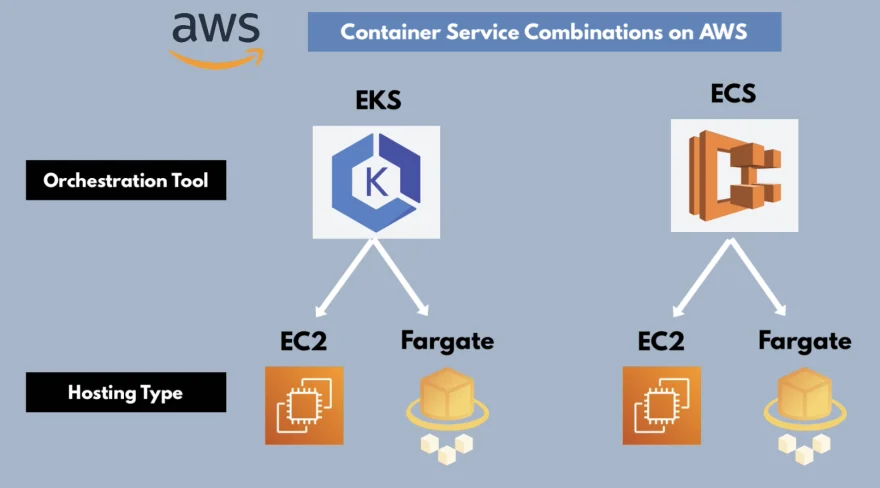 aws
Container Service Combinations on AWS
EKS
ECS
Orchestration Tool
K
EC2
Fargate
EC2
Fargate
Hosting Type